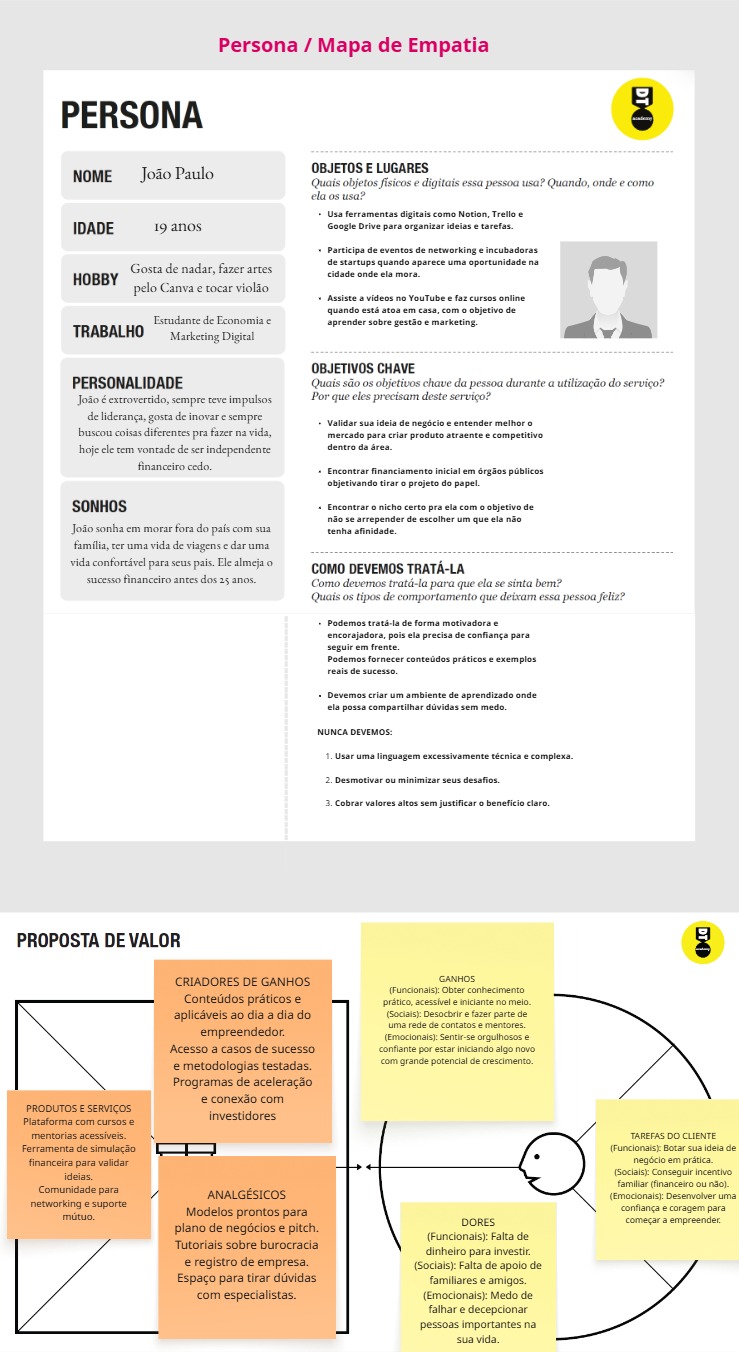 Persona / Mapa de Empatia
PERSONA
DT
academy
NOME João Paulo
IDADE 19 anos
HOBBY Gosta de nadar, fazer artes
pelo Canva e tocar violão
TRABALHO Estudante de Economia e
Marketing Digital
PERSONALIDADE
João é extrovertido, sempre teve impulsos
de liderança, gosta de inovar e sempre
buscou coisas diferentes pra fazer na vida,
hoje ele tem vontade de ser independente
financeiro cedo.
SONHOS
João sonha em morar fora do país com sua
família, ter uma vida de viagens e dar uma
vida confortável para seus pais. Ele almeja o
sucesso financeiro antes dos 25 anos.
OBJETOS E LUGARES
Quais objetos físicos e digitais essa pessoa usa? Quando, onde e como
ela os usa?
• Usa ferramentas digitais como Notion, Trello e
Google Drive para organizar ideias e tarefas.
• Participa de eventos de networking e incubadoras
de startups quando aparece uma oportunidade na
cidade onde ela mora.
• Assiste a vídeos no YouTube e faz cursos online
quando está atoa em casa, com o objetivo de
aprender sobre gestão e marketing.
OBJETIVOS CHAVE
Quais são os objetivos chave da pessoa durante a utilização do serviço?
Por que eles precisam deste serviço?
• Validar sua ideia de negócio e entender melhor o
mercado para criar produto atraente e competitivo
dentro da área.
• Encontrar financiamento inicial em órgãos públicos
objetivando tirar o projeto do papel.
• Encontrar o nicho certo pra ela com o objetivo de
não se arrepender de escolher um que ela não
tenha afinidade.
COMO DEVEMOS TRATÁ-LA
Como devemos tratá-la para que ela se sinta bem?
Quais os tipos de comportamento que deixam essa pessoa feliz?
• Podemos tratá-la de forma motivadora e
encorajadora, pois ela precisa de confiança para
seguir em frente.
Podemos fornecer conteúdos práticos e exemplos
reais de sucesso.
• Devemos criar um ambiente de aprendizado onde
ela possa compartilhar dúvidas sem medo.
NUNCA DEVEMOS:
1. Usar uma linguagem excessivamente técnica e complexa.
2. Desmotivar ou minimizar seus desafios.
3. Cobrar valores altos sem justificar o benefício claro.
PROPOSTA DE VALOR
DT
CRIADORES DE GANHOS
Conteúdos práticos e
aplicáveis ao dia a dia do
empreendedor.
Acesso a casos de sucesso
e metodologias testadas.
Programas de aceleração
e conexão com
investidores
PRODUTOS E SERVIÇOS
Plataforma com cursos e
mentorias acessíveis.
Ferramenta de simulação
financeira para validar
ideias.
Comunidade para
networking e suporte
mútuo.
ANALGÉSICOS
Modelos prontos para
plano de negócios e pitch.
Tutoriais sobre burocracia
e registro de empresa.
Espaço para tirar dúvidas
com especialistas.
GANHOS
(Funcionais): Obter conhecimento
prático, acessível e iniciante no meio.
(Sociais): Desocbrir e fazer parte de
uma rede de contatos e mentores.
(Emocionais): Sentir-se orgulhosos e
confiante por estar iniciando algo novo
com grande potencial de crescimento.
TAREFAS DO CLIENTE
(Funcionais): Botar sua ideia de
negócio em prática.
(Sociais): Conseguir incentivo
familiar (financeiro ou não).
(Emocionais): Desenvolver uma
confiança e coragem para
começar a empreender.
DORES
(Funcionais): Falta de
dinheiro para investir.
(Sociais): Falta de apoio de
familiares e amigos.
(Emocionais): Medo de
falhar e decepcionar
pessoas importantes na
sua vida.